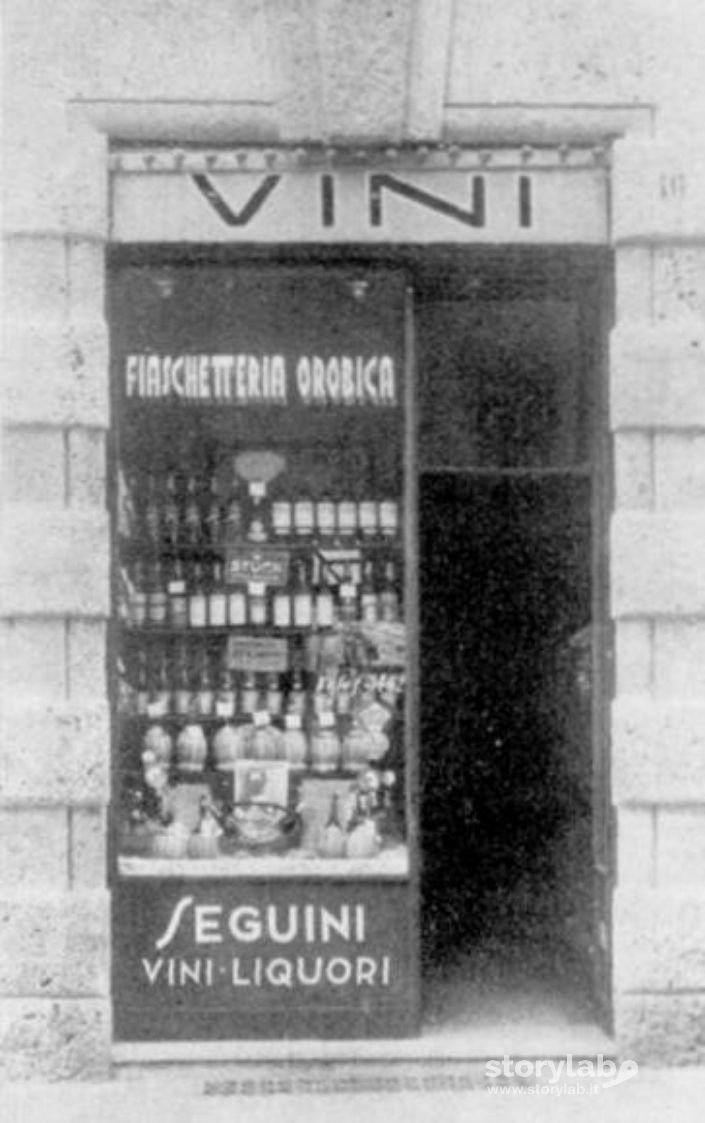 VINI
FIASCHETTERIA OROBICA
SEGUINI
VINI · LIQUORI
storylab
www.storylab.it